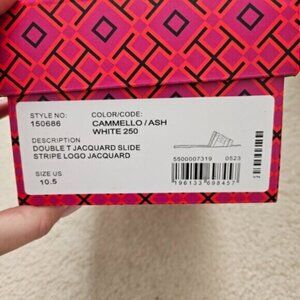 STYLE NO:
150686
COLOR/CODE:
CAMMELLO / ASH
WHITE 250
DESCRIPTION
DOUBLE T JACQUARD SLIDE
STRIPE LOGO JACQUARD
SIZE US
10.5
5500007319 0523
196133 698457